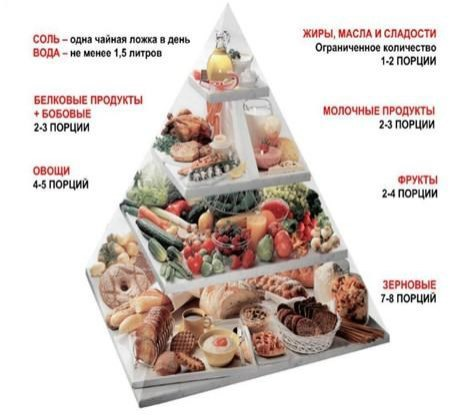 СОЛЬ – одна чайная ложка в день
ВОДА – не менее 1,5 литров
ЖИРЫ, МАСЛА И СЛАДОСТИ
Ограниченное количество
1-2 ПОРЦИИ
БЕЛКОВЫЕ ПРОДУКТЫ
+ БОБОВЫЕ
2-3 ПОРЦИИ
МОЛОЧНЫЕ ПРОДУКТЫ
2-3 ПОРЦИИ
ОВОЩИ
4-5 ПОРЦИЙ
ФРУКТЫ
2-4 ПОРЦИИ
ЗЕРНОВЫЕ
7-8 ПОРЦИЙ